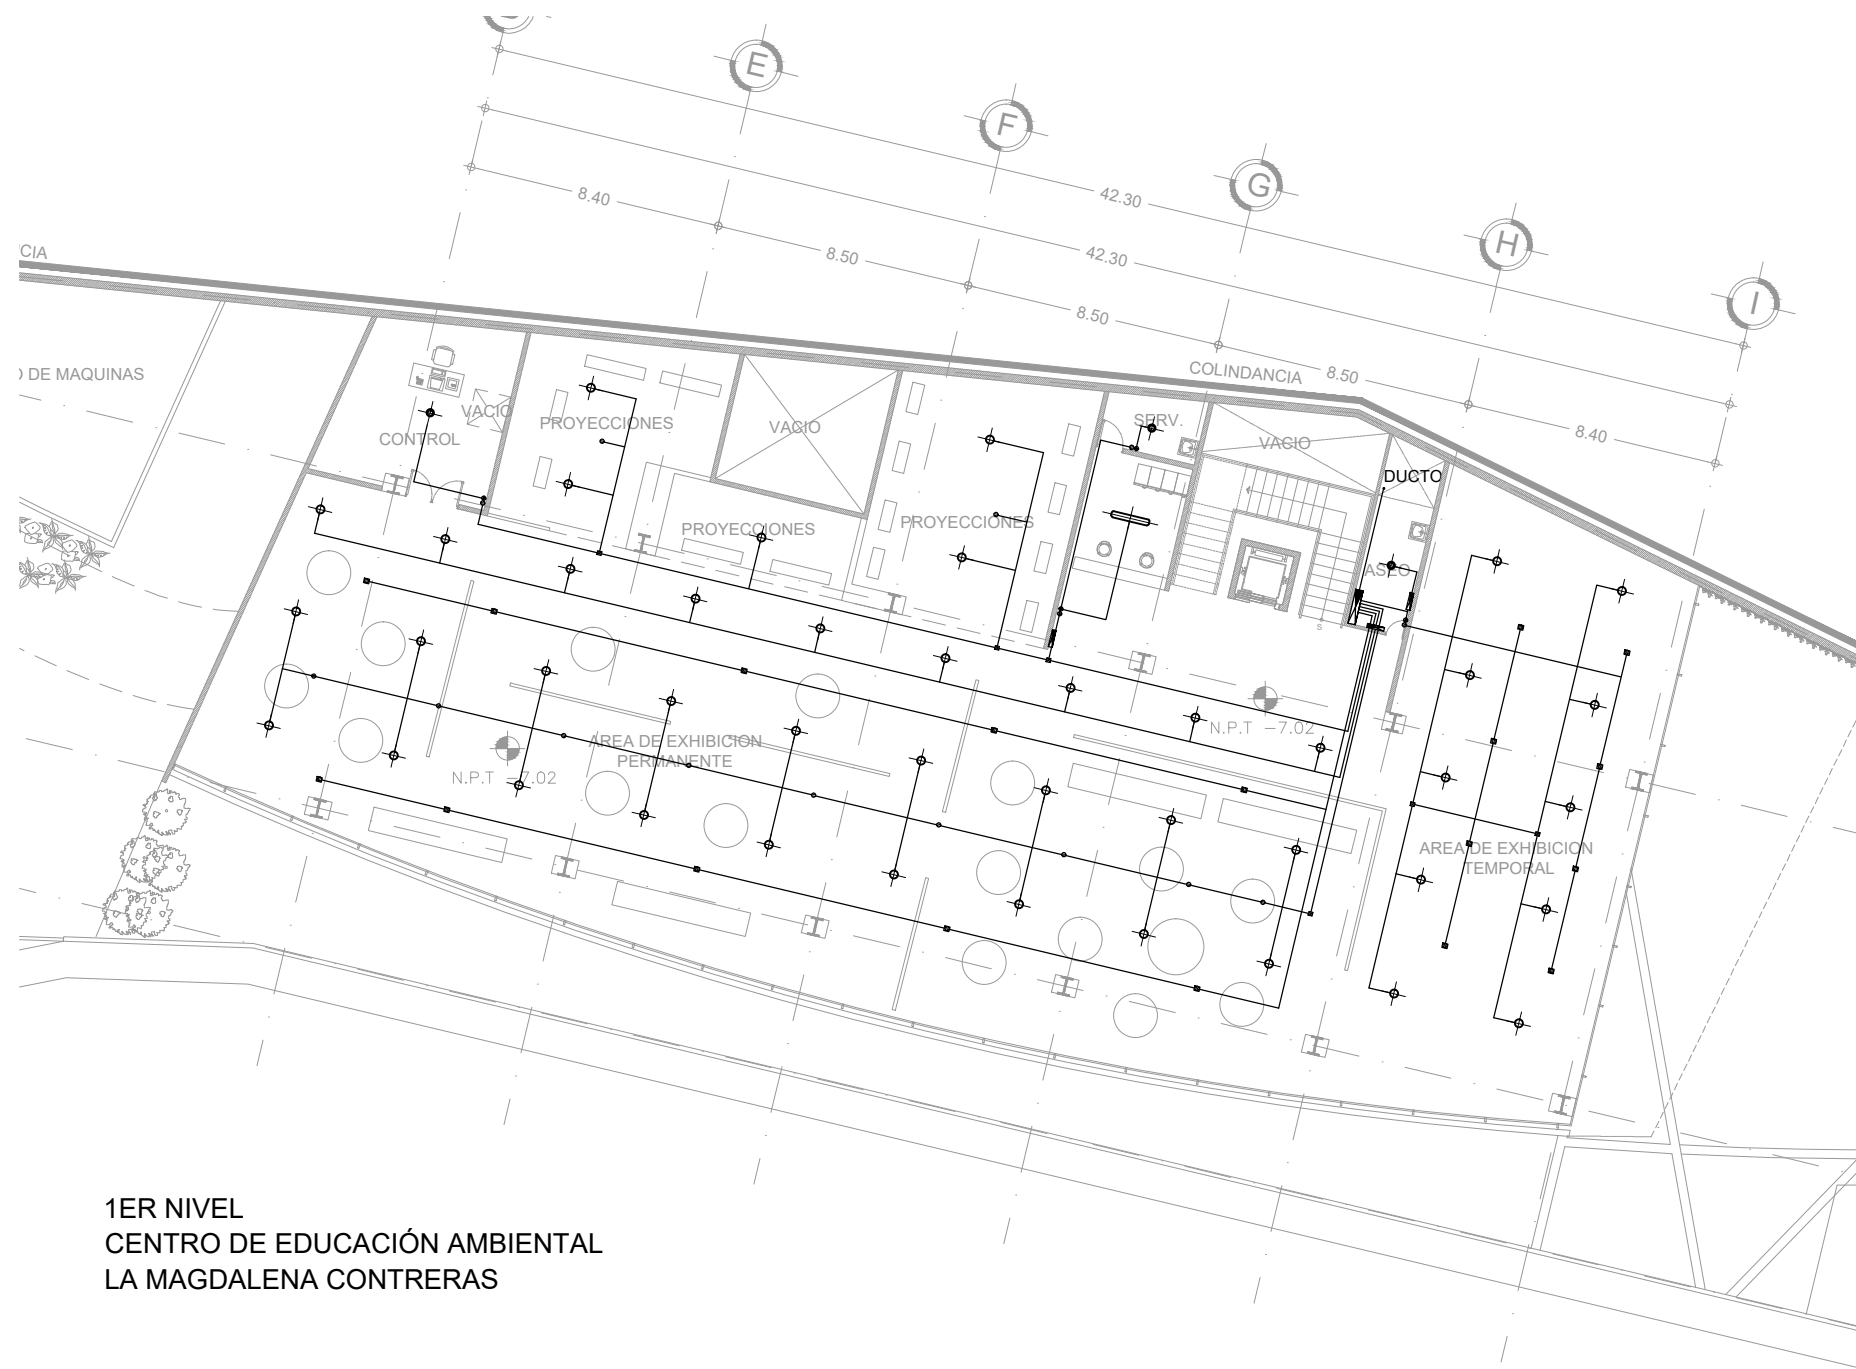 E
F
G
H
I
42.30
42.30
8.40
8.50
8.50
8.50
8.40
CIA
COLINDANCIA
DE MAQUINAS
VACIO
CONTROL
PROYECCIONES
VACIO
SERV.
VACIO
DUCTO
PROYECCIONES
PROYECCIONES
ASEO
S
N.P.T -7.02
AREA DE EXHIBICION
PERMANENTE
N.P.T -7.02
AREA DE EXHIBICION
TEMPORAL
1ER NIVEL
CENTRO DE EDUCACIÓN AMBIENTAL
LA MAGDALENA CONTRERAS